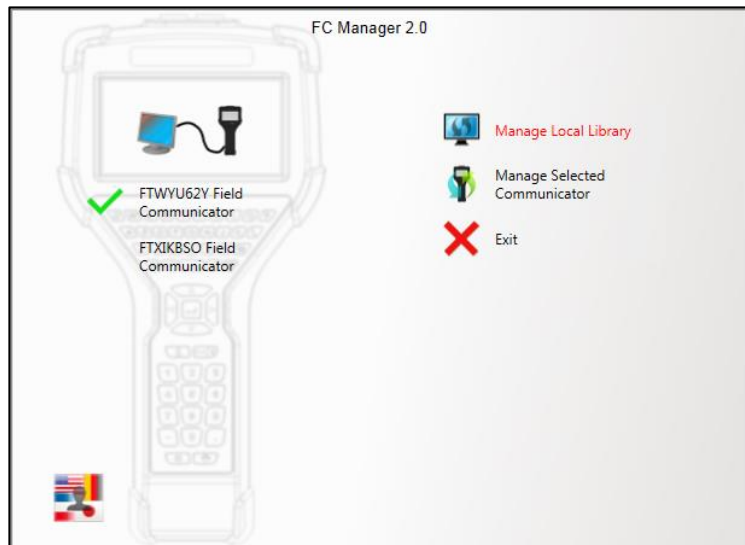 FC Manager 2.0
FTWYU62Y Field
Communicator
FTXIKBSO Field
Communicator
Manage Local Library
Manage Selected
Communicator
Exit